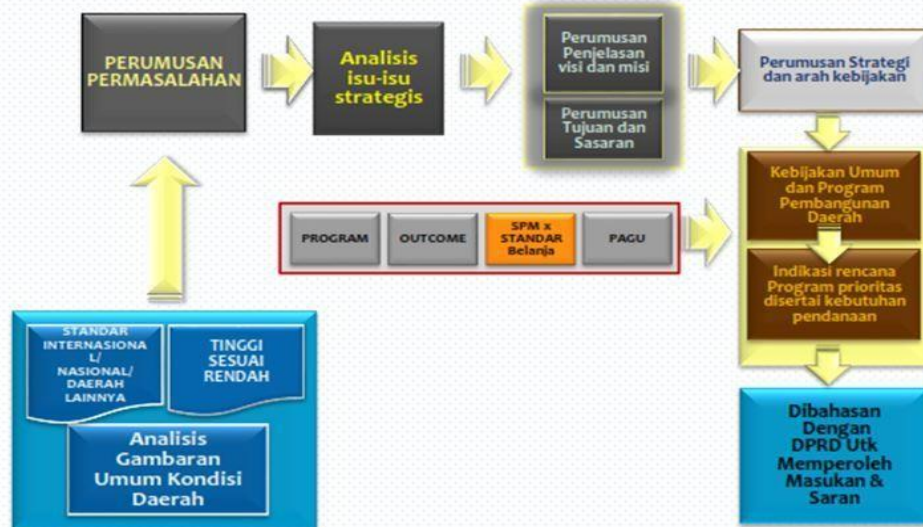 PERUMUSAN
PERMASALAHAN
Analisis
isu-isu
strategis
Perumusan
Penjelasan
visi dan misi
Perumusan
Tujuan dan
Sasaran
Perumusan Strategi
dan arah kebijakan
Kebijakan Umum
dan Program
Pembangunan
Daerah
PROGRAM
OUTCOME
SPM x
STANDAR
Belanja
PAGU
Indikasi rencana
Program prioritas
disertai kebutuhan
pendanaan
STANDAR
INTERNASIONA
L/
NASIONAL/
DAERAH
LAINNYA
TINGGI
SESUAI
RENDAH
Analisis
Gambaran
Umum Kondisi
Daerah
Dibahasan
Dengan
DPRD Utk
Memperoleh
Masukan &
Saran